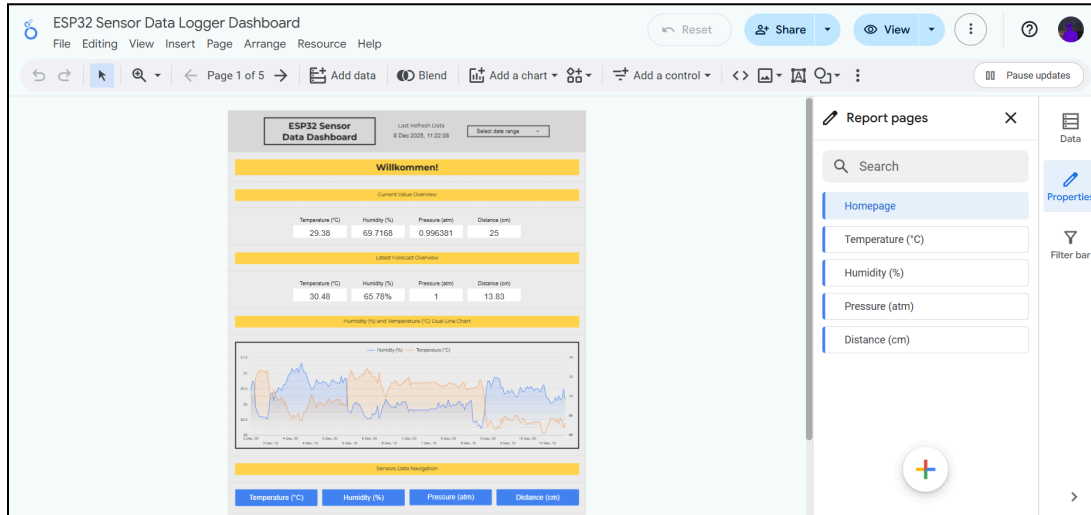 ESP32 Sensor Data Logger Dashboard
File Editing View Insert Page Arrange Resource Help
Reset
Share
View
Page 1 of 5
Add data
Blend
Add a chart
Add a control
Pause updates
ESP32 Sensor
Data Dashboard
Last Refresh Data
8 Dec 2025, 11:22:08
Select date range
Willkommen!
Current Value Overview
Temperature (°C) Humidity (%) Pressure (atm) Distance (cm)
29.38 69.7168 0.996381 25
Latest Forecast Overview
Temperature (°C) Humidity (%) Pressure (atm) Distance (cm)
30.48 65.78% 1 13.83
Humidity (%) and Temperature (°C) Dual Line Chart
Humidity (%) Temperature (°C)
Sensors Data Navigation
Temperature (°C) Humidity (%) Pressure (atm) Distance (cm)
Report pages
Search
Homepage
Temperature (°C)
Humidity (%)
Pressure (atm)
Distance (cm)
Data
Properties
Filter bar